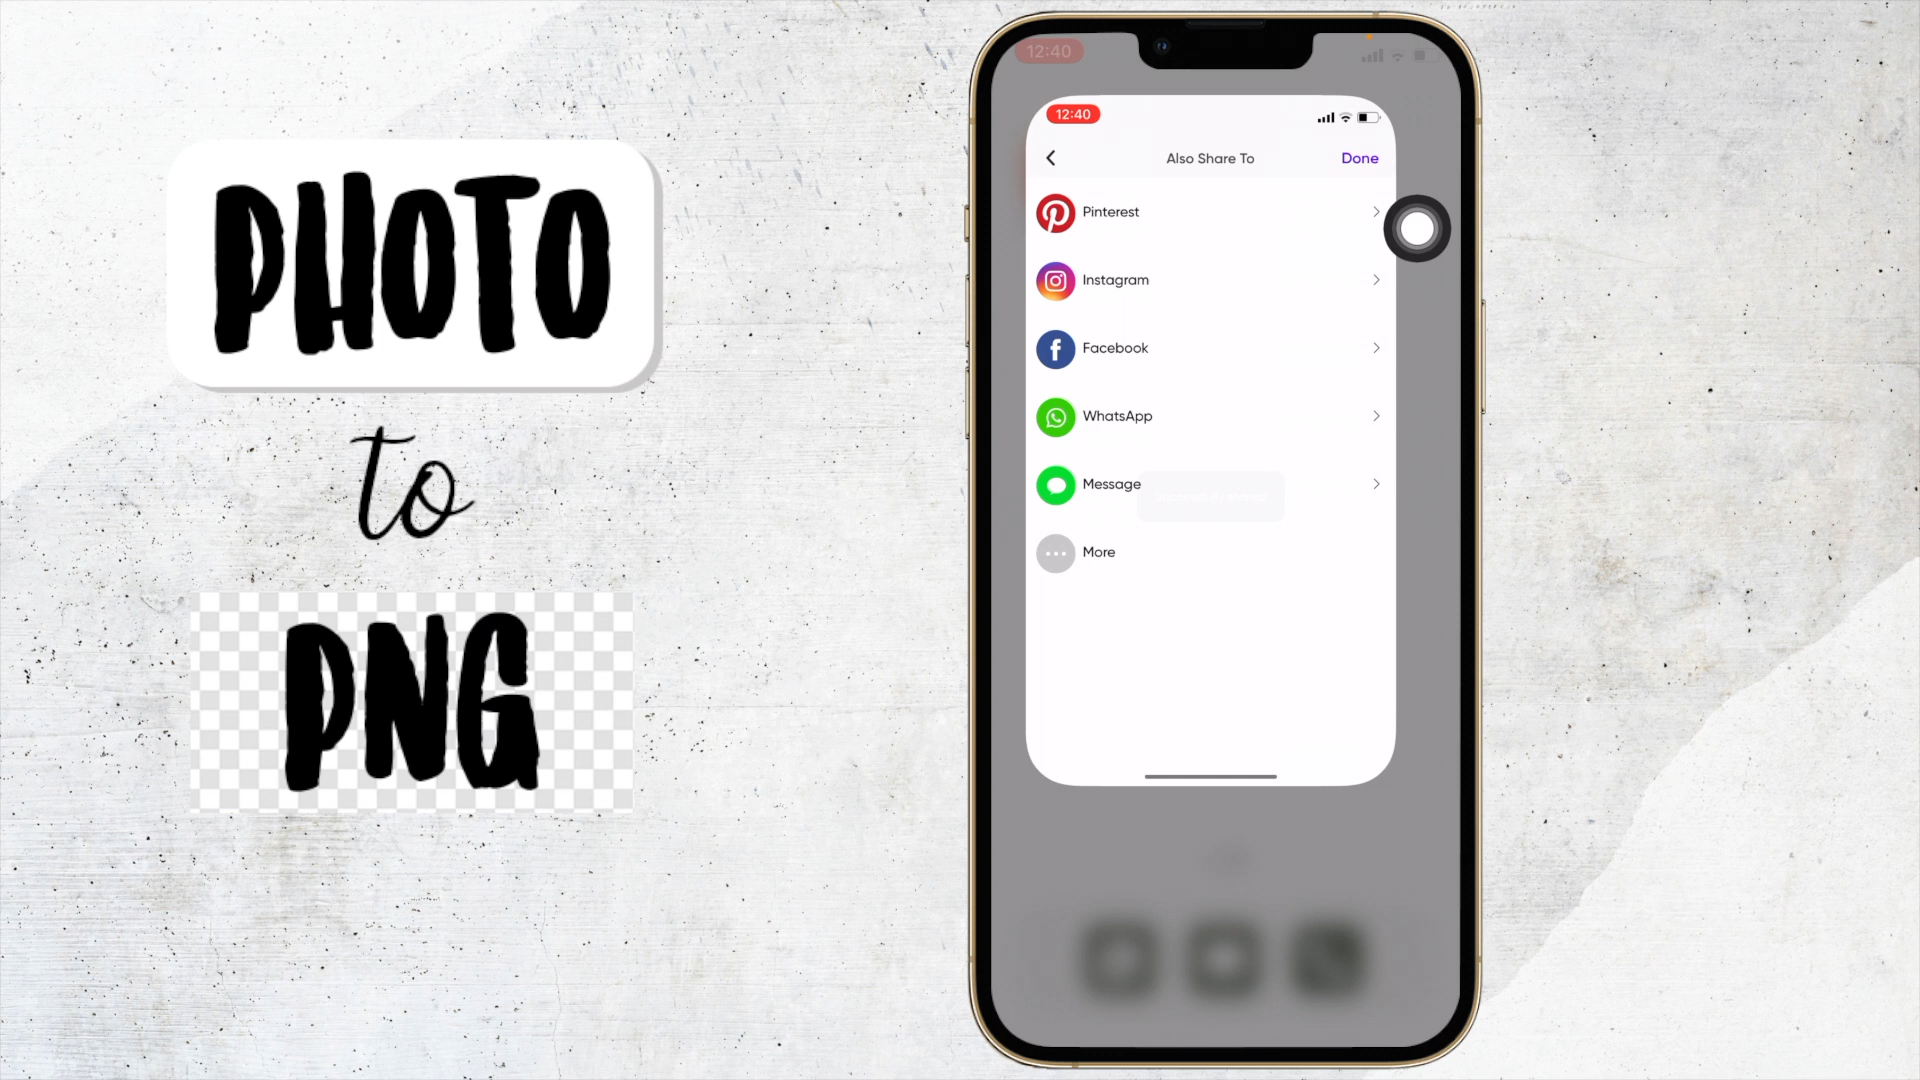 PHOTO
to
PNG
12:40
12:40
Also Share To
Done
Pinterest
Instagram
Facebook
WhatsApp
Message
More